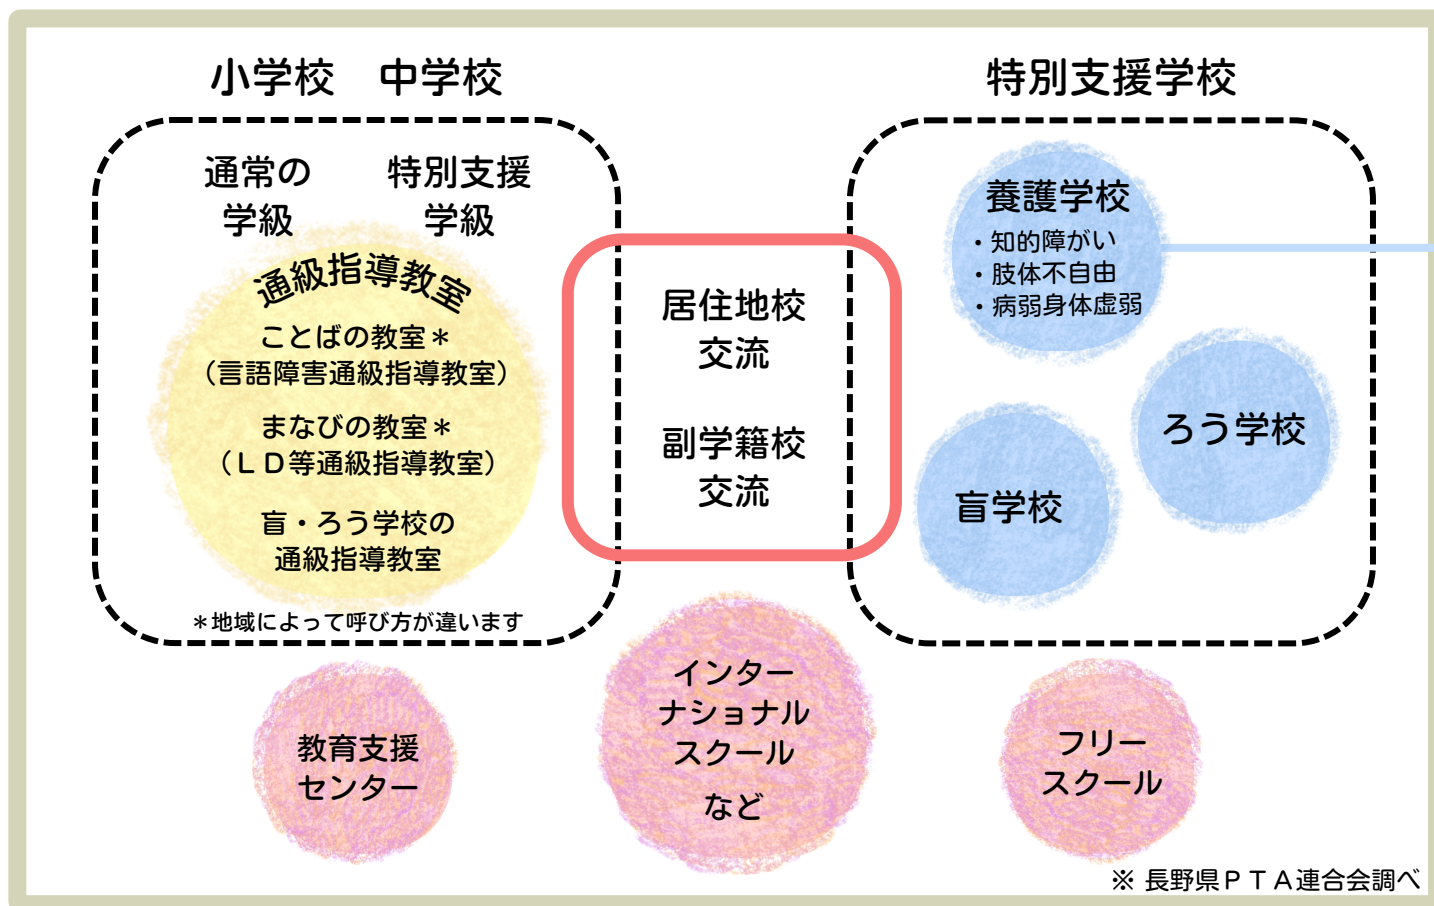 小学校　中学校
通常の
学級
特別支援
学級
通級指導教室
ことばの教室＊
（言語障害通級指導教室）
まなびの教室＊
（ＬＤ等通級指導教室）
盲・ろう学校の
通級指導教室
＊地域によって呼び方が違います
居住地校
交流
副学籍校
交流
特別支援学校
養護学校
・知的障がい
・肢体不自由
・病弱身体虚弱
ろう学校
盲学校
教育支援
センター
インター
ナショナル
スクール
など
フリー
スクール
※ 長野県ＰＴＡ連合会調べ